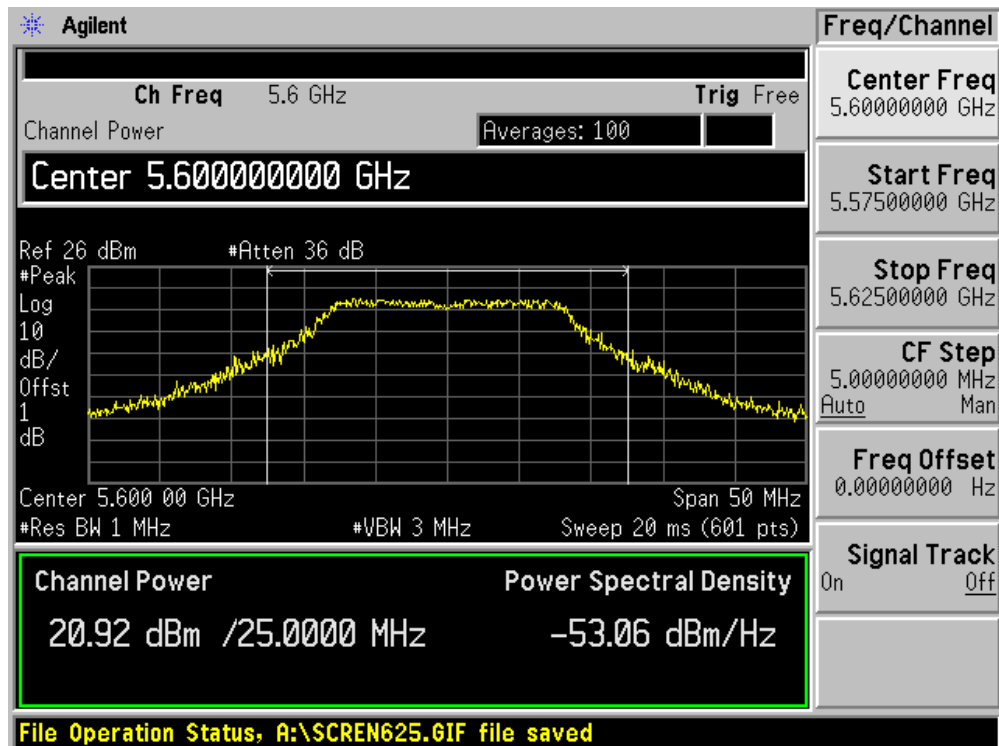 Agilent
Freq/Channel
Ch Freq 5.6 GHz Trig Free
Channel Power Averages: 100
Center 5.600000000 GHz
Ref 26 dBm #Atten 36 dB
#Peak
Log
10
dB/
Offst
1
dB
Center 5.600 00 GHz Span 50 MHz
#Res BW 1 MHz #VBW 3 MHz Sweep 20 ms (601 pts)
Channel Power Power Spectral Density
20.92 dBm /25.0000 MHz -53.06 dBm/Hz
Center Freq
5.60000000 GHz
Start Freq
5.57500000 GHz
Stop Freq
5.62500000 GHz
CF Step
5.00000000 MHz
Auto Man
Freq Offset
0.00000000 Hz
Signal Track
On Off
File Operation Status, A:\SCREN625.GIF file saved